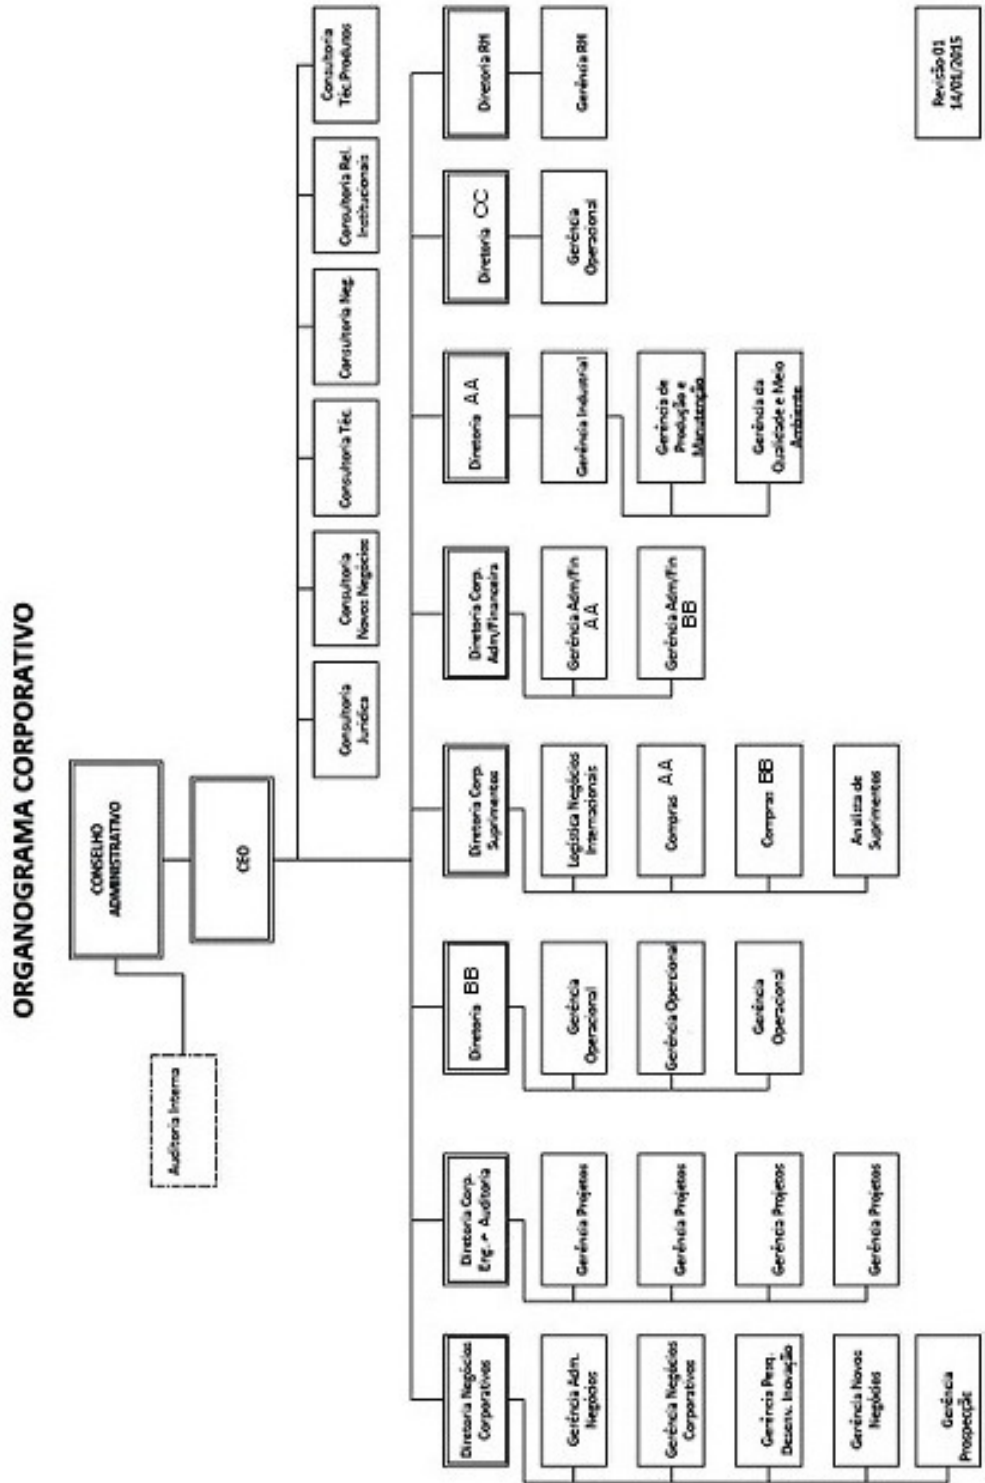 ORGANOGRAMA CORPORATIVO
CONSELHO
ADMINISTRATIVO
Auditoria Interna
CEO
Consultoria
Jurídica
Consultoria
Novos Negócios
Consultoria Téc.
Consultoria Neg.
Consultoria Rel.
Institucionais
Consultoria
Téc.Produtos
Diretoria Negócios
Corporativos
Gerência Adm.
Negócios
Gerência Negócios
Corporativos
Gerência Pesq.
Desenv. Inovação
Gerência Novos
Negócios
Gerência
Prospecção
Diretoria Corp.
Eng. + Auditoria
Gerência Projetos
Gerência Projetos
Gerência Projetos
Gerência Projetos
Diretoria BB
Gerência
Operacional
Gerência Opercional
Gerência
Operacional
Diretoria Corp.
Suprimentos
Logística Negócios
Internacionais
Compras AA
Compras BB
Analista de
Suprimentos
Diretoria Corp.
Adm/Financeira
Gerência Adm/Fin
AA
Gerência Adm/Fin
BB
Diretoria AA
Gerência Industrial
Gerência de
Produção e
Manutenção
Gerência da
Qualidade e Meio
Ambiente
Diretoria CC
Gerência
Operacional
Diretoria RH
Gerência RH
Revisão 01
14/01/2015